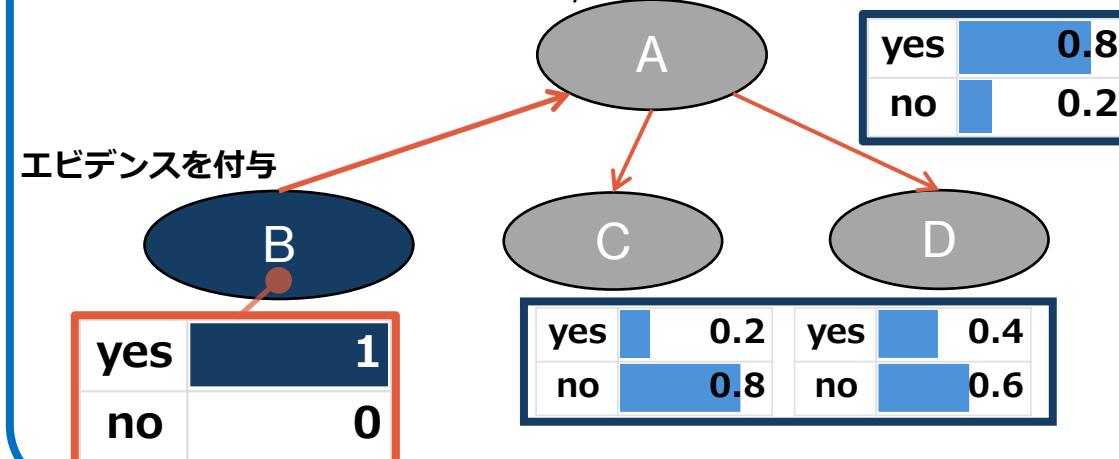 A
yes 0.8
no 0.2
エビデンスを付与
B
C
D
yes 1
no 0
yes 0.2
no 0.8
yes 0.4
no 0.6